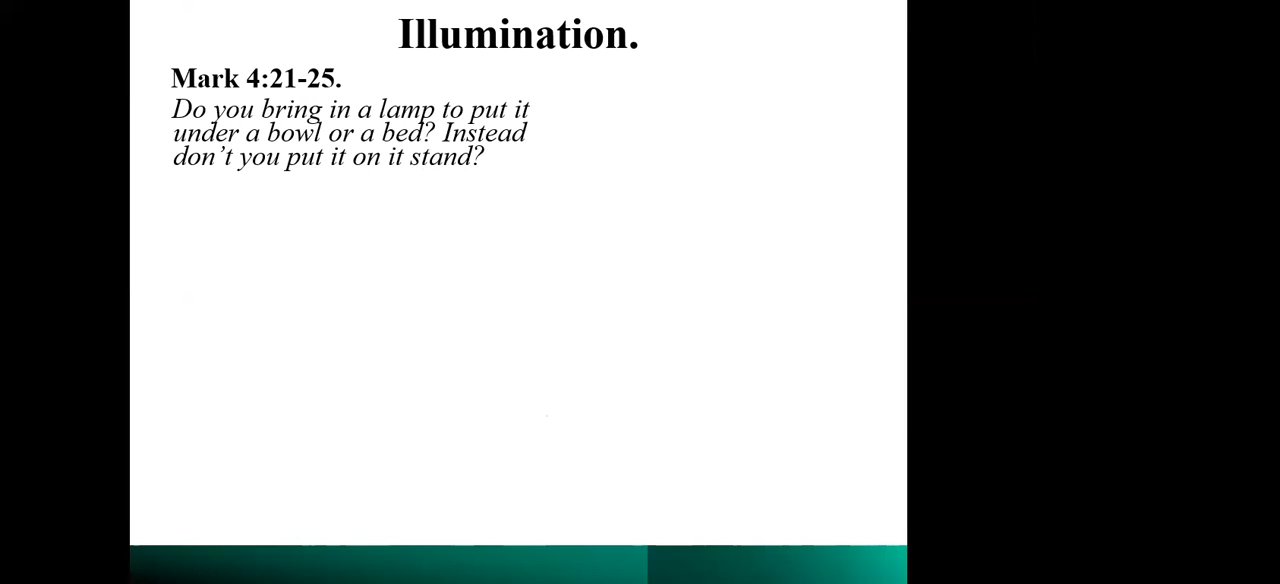 Illumination.
Mark 4:21-25.
Do you bring in a lamp to put it
under a bowl or a bed? Instead
don't you put it on it stand?